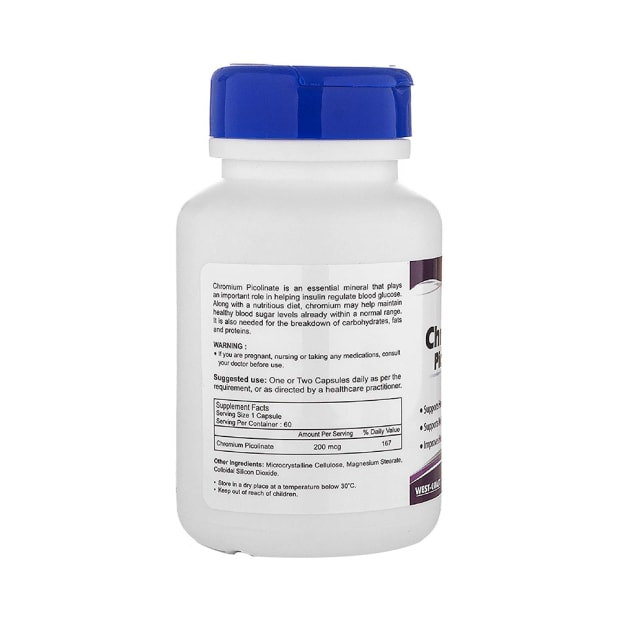 Chromium Picolinate is an essential mineral that plays
an important role in helping insulin regulate blood glucose.
Along with a nutritious diet, chromium may help maintain
healthy blood sugar levels already within a normal range.
It is also needed for the breakdown of carbohydrates, fats
and proteins.
WARNING :
• If you are pregnant, nursing or taking any medications, consult
your doctor before use.
Suggested use: One or Two Capsules daily as per the
requirement, or as directed by a healthcare practitioner.
Supplement Facts
Serving Size 1 Capsule
Serving Per Container : 60
Amount Per Serving % Daily Value
Chromium Picolinate 200 mcg 167
Other Ingredients: Microcrystalline Cellulose, Magnesium Stearate,
Colloidal Silicon Dioxide.
• Store in a dry place at a temperature below 30°C.
• Keep out of reach of children.
• Supports
• Supports
• Improve